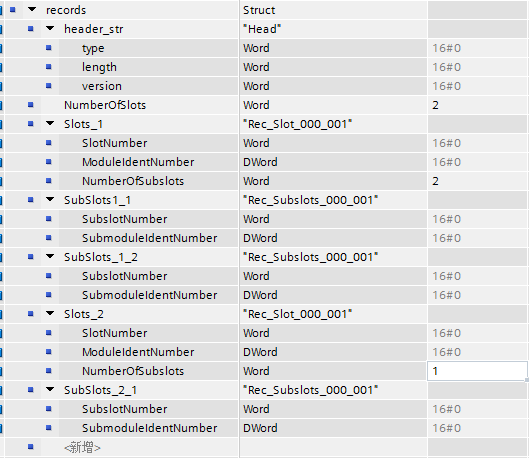 records Struct
header_str "Head"
type Word 16#0
length Word 16#0
version Word 16#0
NumberOfSlots Word 2
Slots_1 "Rec_Slot_000_001"
SlotNumber Word 16#0
ModuleIdentNumber DWord 16#0
NumberOfSubslots Word 2
SubSlots1_1 "Rec_Subslots_000_001"
SubslotNumber Word 16#0
SubmoduleIdentNumber DWord 16#0
SubSlots_1_2 "Rec_Subslots_000_001"
SubslotNumber Word 16#0
SubmoduleIdentNumber DWord 16#0
Slots_2 "Rec_Slot_000_001"
SlotNumber Word 16#0
ModuleIdentNumber DWord 16#0
NumberOfSubslots Word 1
SubSlots_2_1 "Rec_Subslots_000_001"
SubslotNumber Word 16#0
SubmoduleIdentNumber DWord 16#0
<新增>